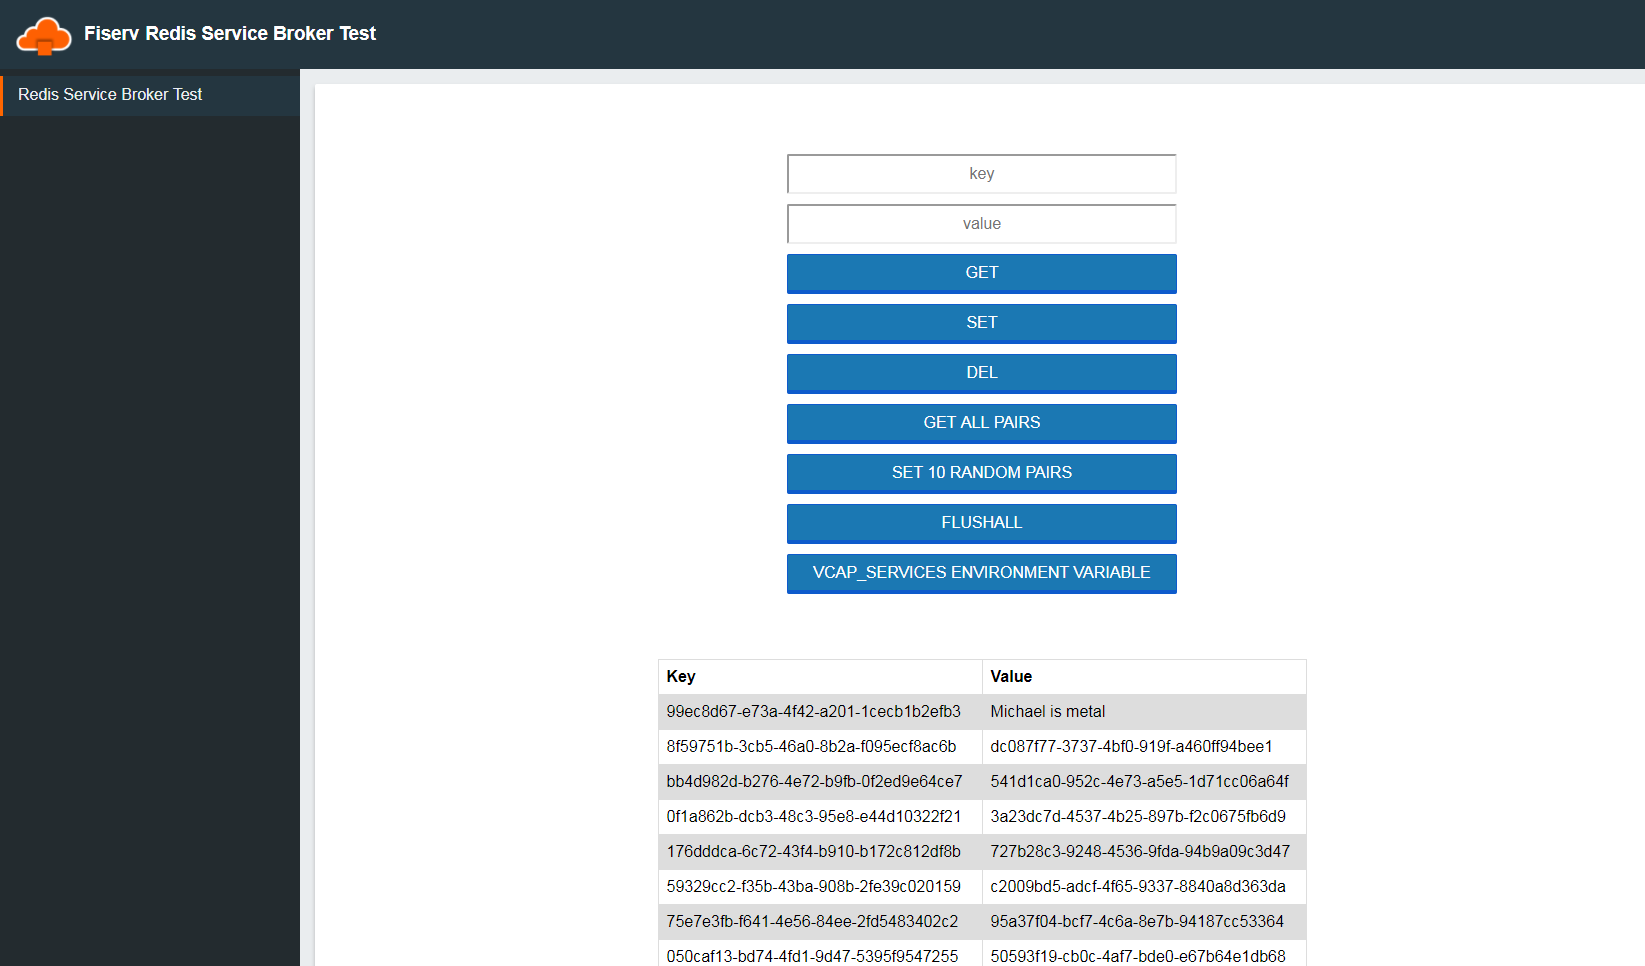 Fiserv Redis Service Broker Test
Redis Service Broker Test
key
value
GET
SET
DEL
GET ALL PAIRS
SET 10 RANDOM PAIRS
FLUSHALL
VCAP_SERVICES ENVIRONMENT VARIABLE
Key Value
99ec8d67-e73a-4f42-a201-1cecb1b2efb3 Michael is metal
8f59751b-3cb5-46a0-8b2a-f095ecf8ac6b dc087f77-3737-4bf0-919f-a460ff94bee1
bb4d982d-b276-4e72-b9fb-0f2ed9e64ce7 541d1ca0-952c-4e73-a5e5-1d71cc06a64f
0f1a862b-dcb3-48c3-95e8-e44d10322f21 3a23dc7d-4537-4b25-897b-f2c0675fb6d9
176dddca-6c72-43f4-b910-b172c812df8b 727b28c3-9248-4536-9fda-94b9a09c3d47
59329cc2-f35b-43ba-908b-2fe39c020159 c2009bd5-adcf-4f65-9337-8840a8d363da
75e7e3fb-f641-4e56-84ee-2fd5483402c2 95a37f04-bcf7-4c6a-8e7b-94187cc53364
050caf13-bd74-4fd1-9d47-5395f9547255 50593f19-cb0c-4af7-bde0-e67b64e1db68